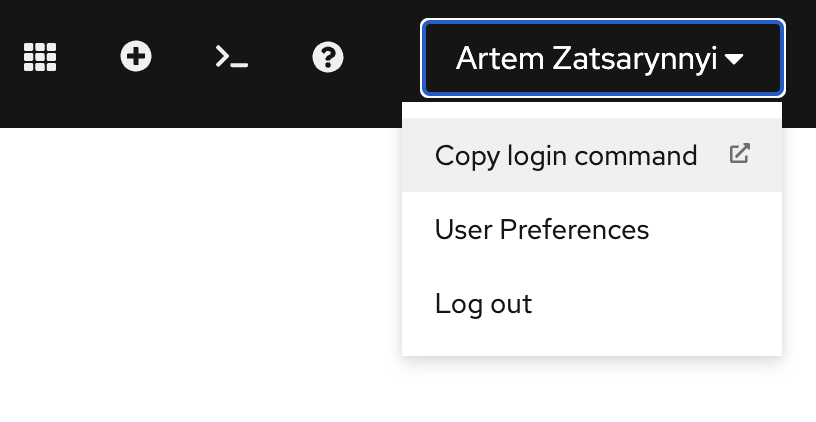 Artem Zatsarynnyi
Copy login command
User Preferences
Log out